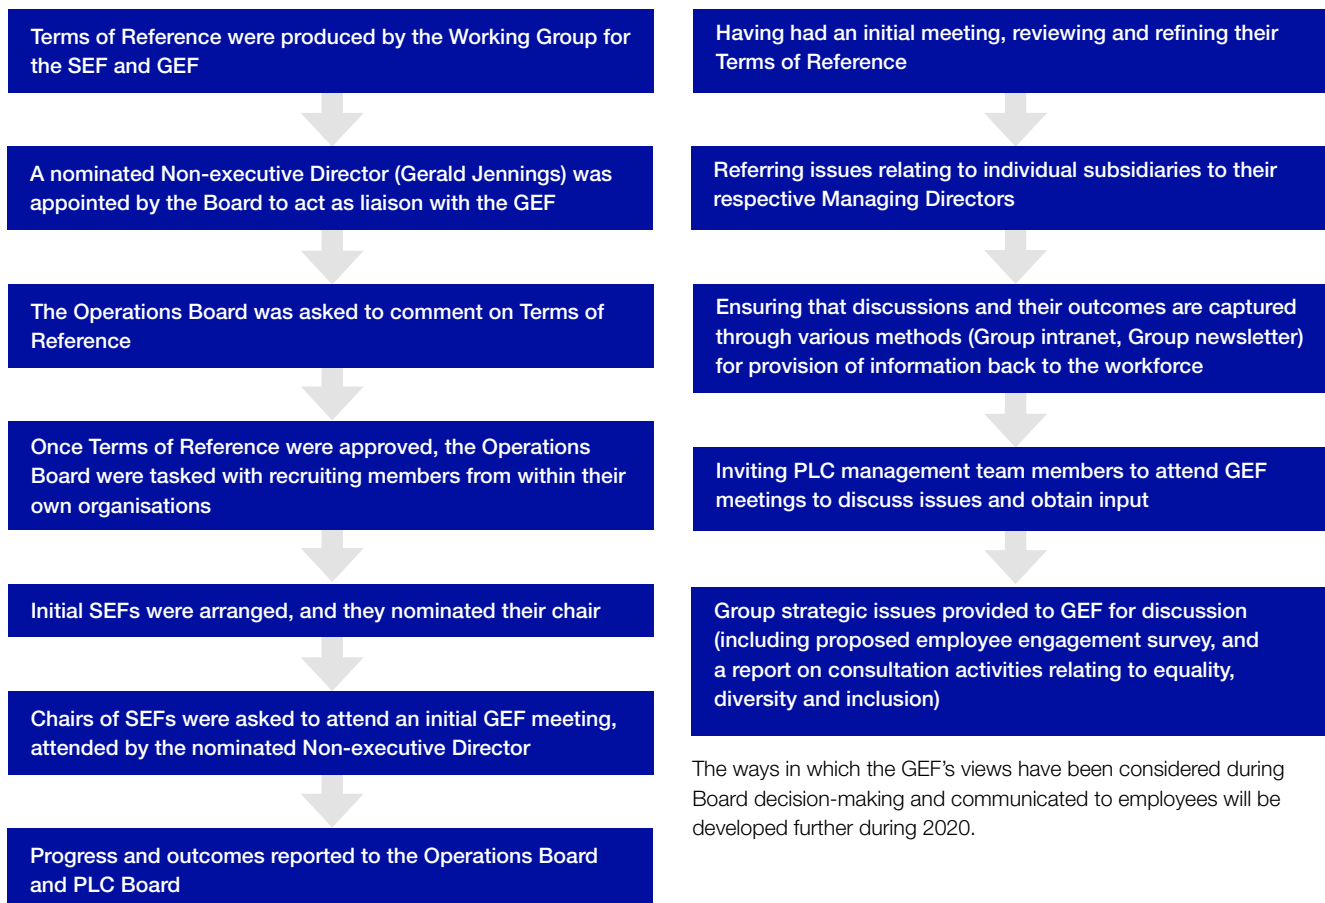 Terms of Reference were produced by the Working Group for
the SEF and GEF
A nominated Non-executive Director (Gerald Jennings) was
appointed by the Board to act as liaison with the GEF
The Operations Board was asked to comment on Terms of
Reference
Once Terms of Reference were approved, the Operations
Board were tasked with recruiting members from within their
own organisations
Initial SEFs were arranged, and they nominated their chair
Chairs of SEFs were asked to attend an initial GEF meeting,
attended by the nominated Non-executive Director
Progress and outcomes reported to the Operations Board
and PLC Board
Having had an initial meeting, reviewing and refining their
Terms of Reference
Referring issues relating to individual subsidiaries to their
respective Managing Directors
Ensuring that discussions and their outcomes are captured
through various methods (Group intranet, Group newsletter)
for provision of information back to the workforce
Inviting PLC management team members to attend GEF
meetings to discuss issues and obtain input
Group strategic issues provided to GEF for discussion
(including proposed employee engagement survey, and
a report on consultation activities relating to equality,
diversity and inclusion)
The ways in which the GEF’s views have been considered during
Board decision-making and communicated to employees will be
developed further during 2020.